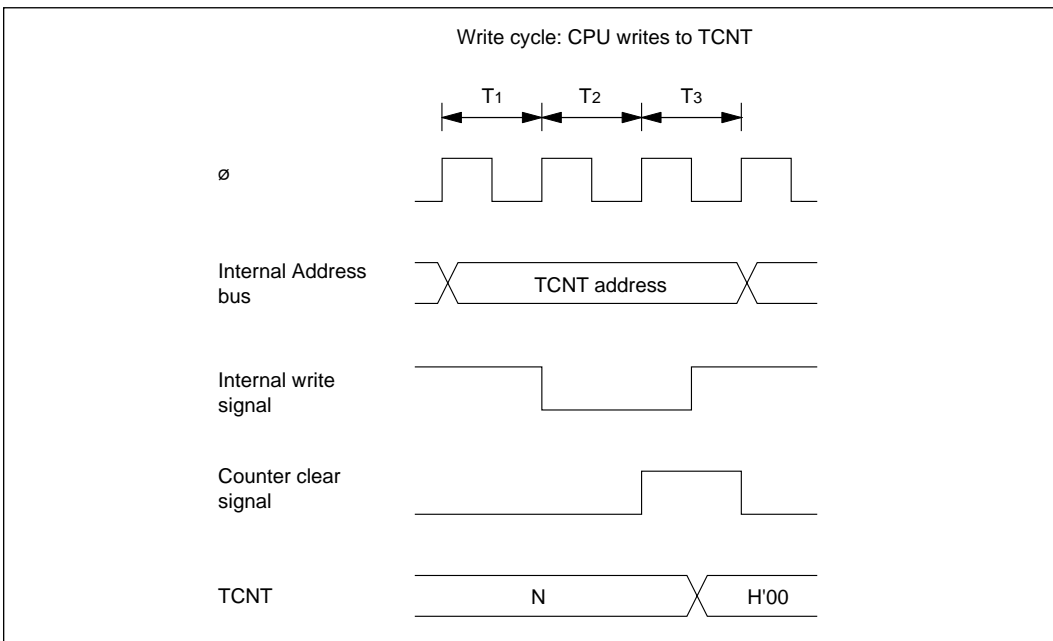 Write cycle: CPU writes to TCNT
T1 T2 T3
ø
Internal Address
bus
TCNT address
Internal write
signal
Counter clear
signal
TCNT N H'00